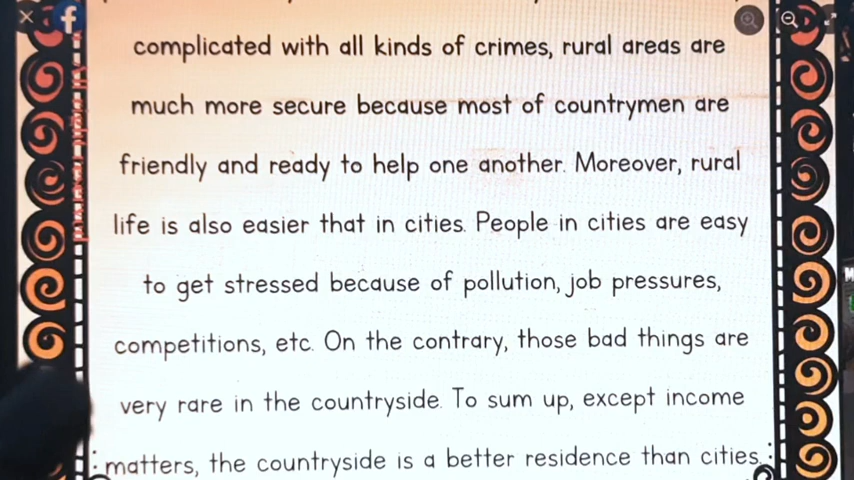 complicated with all kinds of crimes, rural areas are
much more secure because most of countrymen are
friendly and ready to help one another. Moreover, rural
life is also easier that in cities. People in cities are easy
to get stressed because of pollution, job pressures,
competitions, etc. On the contrary, those bad things are
very rare in the countryside. To sum up, except income
matters, the countryside is a better residence than cities.